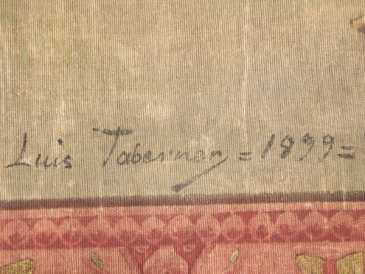 Luis Taberner = 1899 =